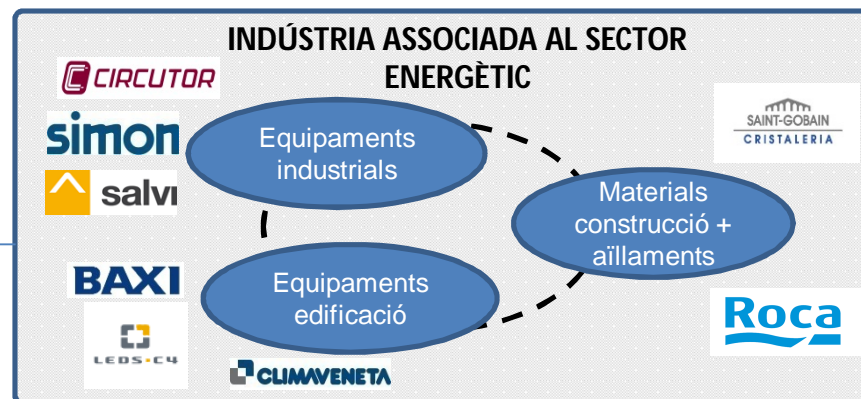 INDÚSTRIA ASSOCIADA AL SECTOR
ENERGÈTIC
CIRCUTOR
simon
salvi
Equipaments
industrials
SAINT-GOBAIN
CRISTALERIA
Materials
construcció +
aïllaments
BAXI
LEDS·C4
Equipaments
edificació
CLIMAVENETA
Roca